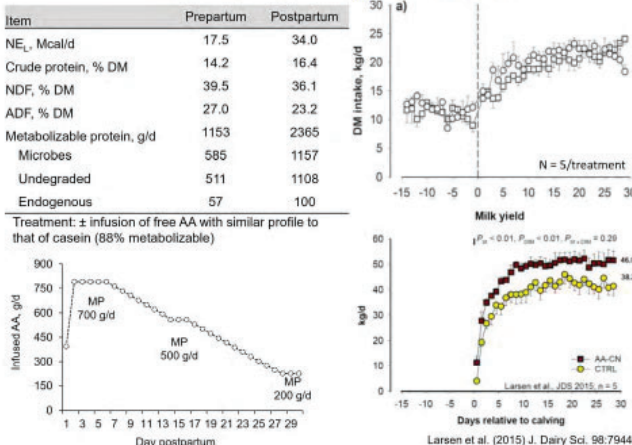 Item Prepartum Postpartum
NEL, Mcal/d 17.5 34.0
Crude protein, % DM 14.2 16.4
NDF, % DM 39.5 36.1
ADF, % DM 27.0 23.2
Metabolizable protein, g/d 1153 2365
Microbes 585 1157
Undegraded 511 1108
Endogenous 57 100
Treatment: ± infusion of free AA with similar profile to
that of casein (88% metabolizable)
900
750
600
450
300
150
0
Infused AA, g/d
MP
700 g/d
MP
500 g/d
MP
200 g/d
1 3 5 7 9 11 13 15 17 19 21 23 25 27 29
Day postpartum
a)
30
25
20
15
10
5
0
DM intake, kg/d
N = 5/treatment
-15 -10 -5 0 5 10 15 20 25 30
Milk yield
60
50
40
30
20
10
0
kg/d
< 0.01, < 0.01, = 0.29
AA-CN
CTRL
Larsen et al., JDS 2015, n = 5
-15 -10 -5 0 5 10 15 20 25 30
Days relative to calving
Larsen et al. (2015) J. Dairy Sci. 98:7944